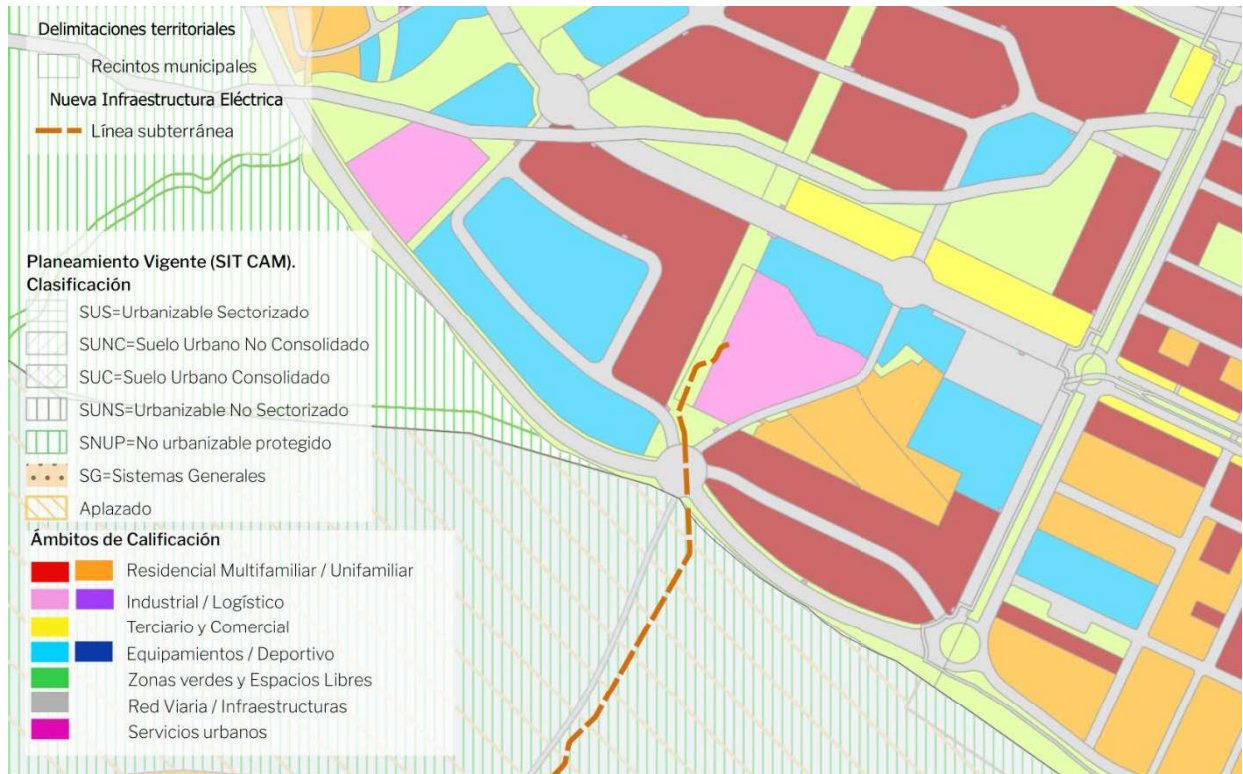 Delimitaciones territoriales
Recintos municipales
Nueva Infraestructura Eléctrica
Línea subterránea
Planeamiento Vigente (SIT CAM).
Clasificación
SUS=Urbanizable Sectorizado
SUNC=Suelo Urbano No Consolidado
SUC=Suelo Urbano Consolidado
SUNS=Urbanizable No Sectorizado
SNUP=No urbanizable protegido
SG=Sistemas Generales
Aplazado
Ámbitos de Calificación
Residencial Multifamiliar / Unifamiliar
Industrial / Logístico
Terciario y Comercial
Equipamientos / Deportivo
Zonas verdes y Espacios Libres
Red Viaria / Infraestructuras
Servicios urbanos